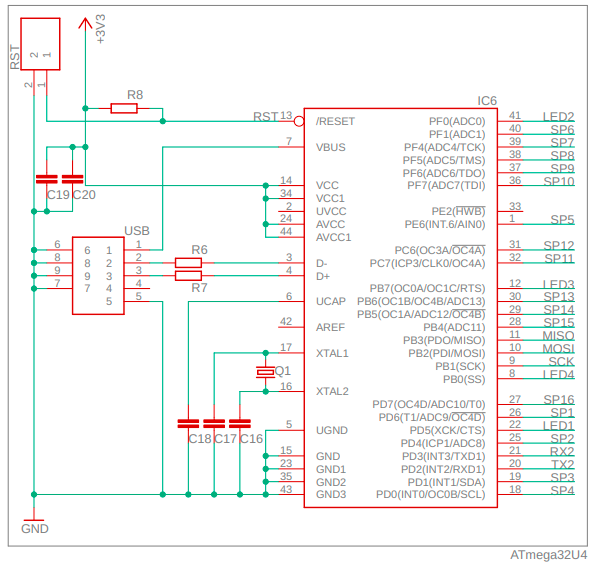 +3V3
RST
2 1
2 1
R8
IC6
RST 13 /RESET PF0(ADC0) 41 LED2
PF1(ADC1) 40 SP6
7 VBUS PF4(ADC4/TCK) 39 SP7
PF5(ADC5/TMS) 38 SP8
PF6(ADC6/TDO) 37 SP9
14 VCC PF7(ADC7(TDI) 36 SP10
C19 C20
34 VCC1
2 UVCC PE2(HWB) 33
24 AVCC PE6(INT.6/AIN0) 1 SP5
44 AVCC1
USB
6 6 1 1
8 8 2 2
9 9 3 3
7 7 4 4
5 5
R6
R7
PC6(OC3A/OC4A) 31 SP12
3 D- PC7(ICP3/CLK0/OC4A) 32 SP11
4 D+
PB7(OC0A/OC1C/RTS) 12 LED3
6 UCAP PB6(OC1B/OC4B/ADC13) 30 SP13
PB5(OC1A/ADC12/OC4B) 29 SP14
42 AREF PB4(ADC11) 28 SP15
PB3(PDO/MISO) 11 MISO
17 XTAL1 PB2(PDI/MOSI) 10 MOSI
PB1(SCK) 9 SCK
Q1
PB0(SS) 8 LED4
16 XTAL2
PD7(OC4D/ADC10/T0) 27 SP16
PD6(T1/ADC9/OC4D) 26 SP1
5 UGND PD5(XCK/CTS) 22 LED1
C18 C17 C16
PD4(ICP1/ADC8) 25 SP2
15 GND PD3(INT3/TXD1) 21 RX2
23 GND1 PD2(INT2/RXD1) 20 TX2
35 GND2 PD1(INT1/SDA) 19 SP3
43 GND3 PD0(INT0/OC0B/SCL) 18 SP4
GND
ATmega32U4